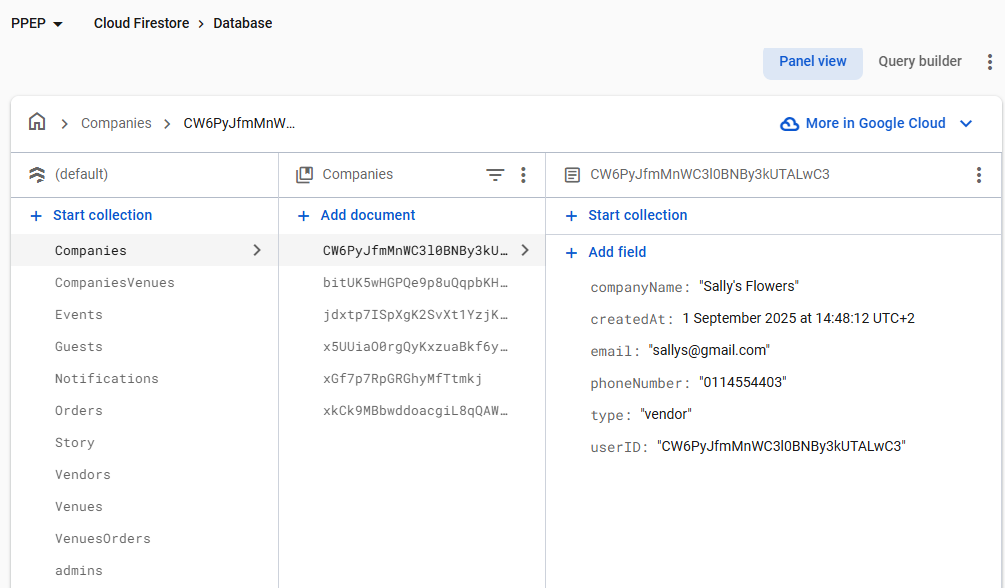 PPEP Cloud Firestore > Database
Panel view Query builder
Companies CW6PyJfmMnW...
More in Google Cloud
(default)
+ Start collection
Companies
CompaniesVenues
Events
Guests
Notifications
Orders
Story
Vendors
Venues
VenuesOrders
admins
Companies
+ Add document
CW6PyJfmMnWC3l0BNBy3kU…
bitUK5wHGPQe9p8uQqpbKH…
jdxtp7ISpXgK2SvXt1YzjK…
x5UUiaO0rgQyKxzuaBkf6y…
xGf7p7RpGRGhyMfTtmkj
xkCk9MBbwddoacgiL8qQAW…
CW6PyJfmMnWC3l0BNBy3kUTALwC3
+ Start collection
+ Add field
companyName: "Sally's Flowers"
createdAt: 1 September 2025 at 14:48:12 UTC+2
email: "sallys@gmail.com"
phoneNumber: "0114554403"
type: "vendor"
userID: "CW6PyJfmMnWC3l0BNBy3kUTALwC3"